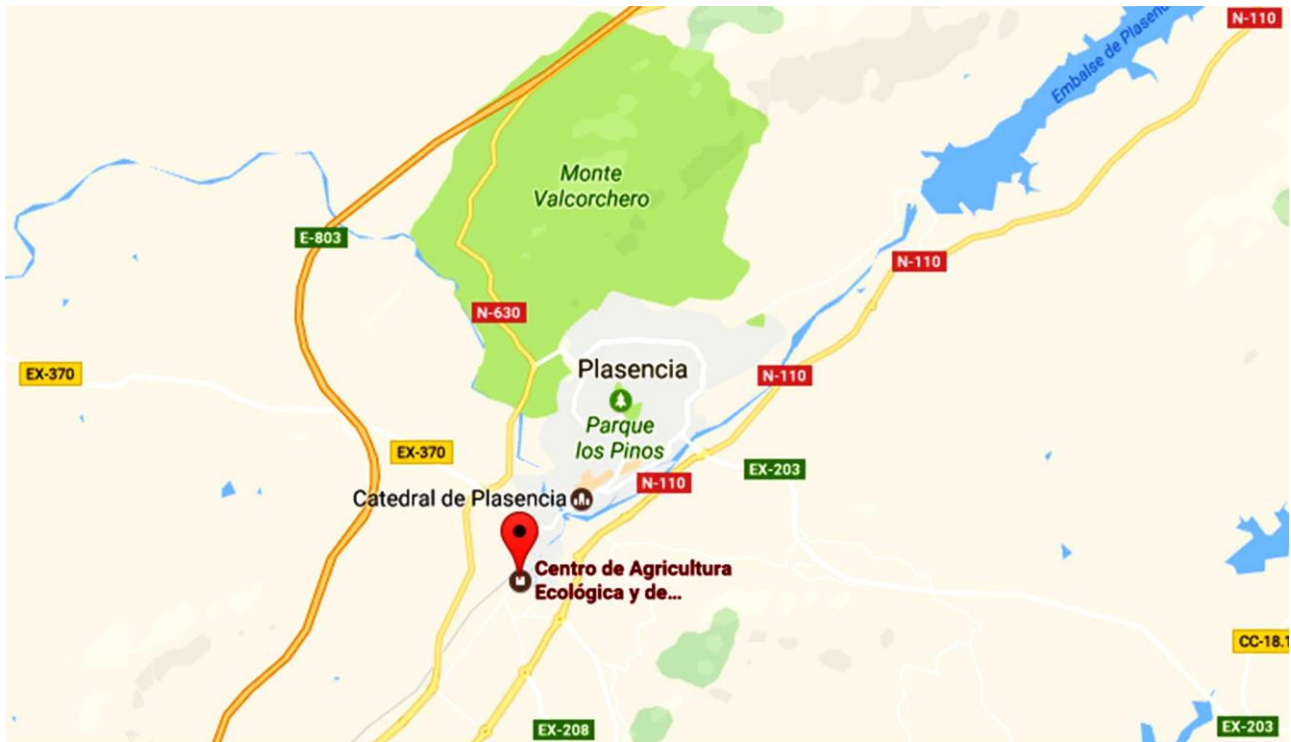 N-110
Embalse de Plasenc
Monte
Valcorchero
E-803
N-110
N-630
EX-370
Plasencia
N-110
Parque
los Pinos
EX-370
EX-203
N-110
Catedral de Plasencia
Centro de Agricultura
Ecológica y de...
CC-18.1
EX-208
EX-203